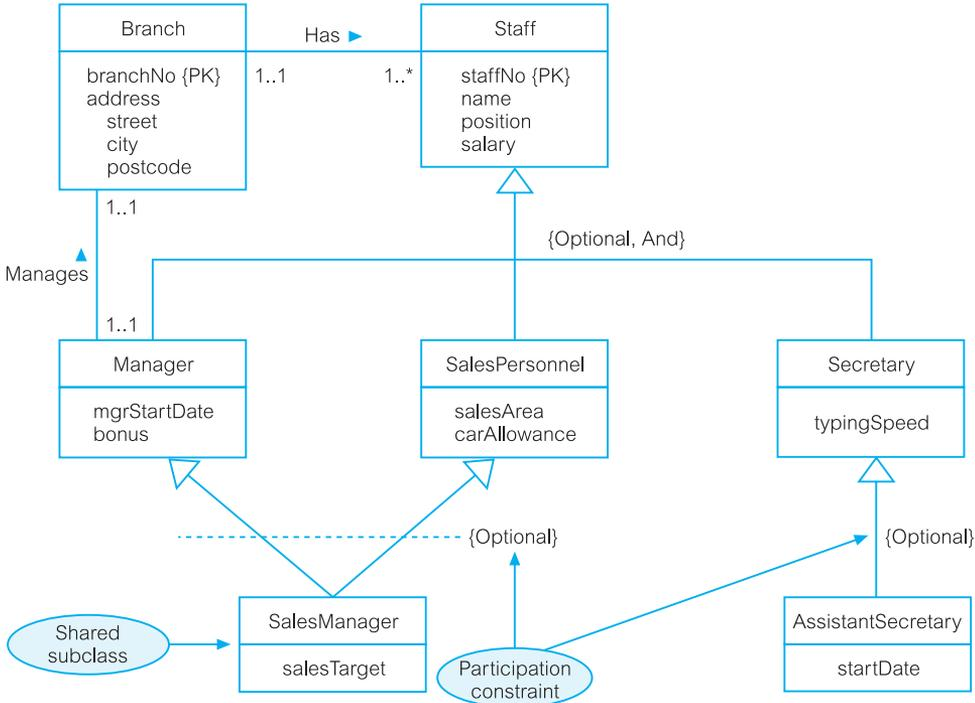 Branch
branchNo {PK}
address
street
city
postcode
Has ►
1..1
1..*
Staff
staffNo {PK}
name
position
salary
1..1
▲
Manages
1..1
{Optional, And}
Manager
mgrStartDate
bonus
SalesPersonnel
salesArea
carAllowance
Secretary
typingSpeed
{Optional}
{Optional}
Shared
subclass
SalesManager
salesTarget
Participation
constraint
AssistantSecretary
startDate